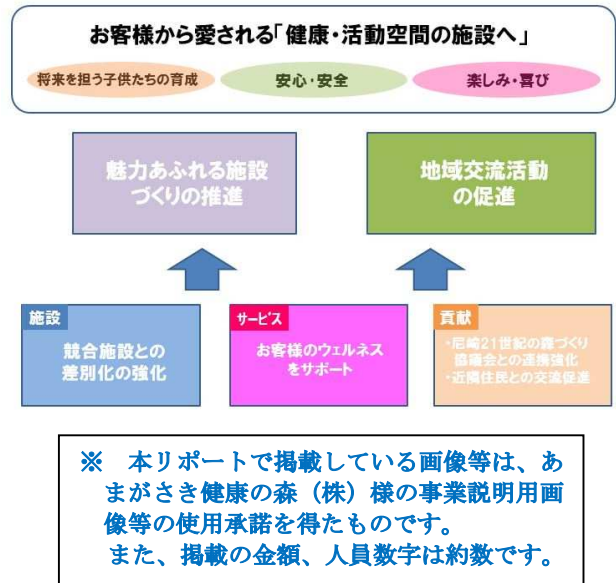 お客様から愛される「健康・活動空間の施設へ」
将来を担う子供たちの育成
安心・安全
楽しみ・喜び
魅力あふれる施設
づくりの推進
地域交流活動
の促進
施設
競合施設との
差別化の強化
サービス
お客様のウェルネス
をサポート
貢献
・尼崎21世紀の森づくり
協議会との連携強化
・近隣住民との交流促進
※ 本リポートで掲載している画像等は、あ
まがさき健康の森（株）様の事業説明用画
像等の使用承諾を得たものです。
また、掲載の金額、人員数字は約数です。